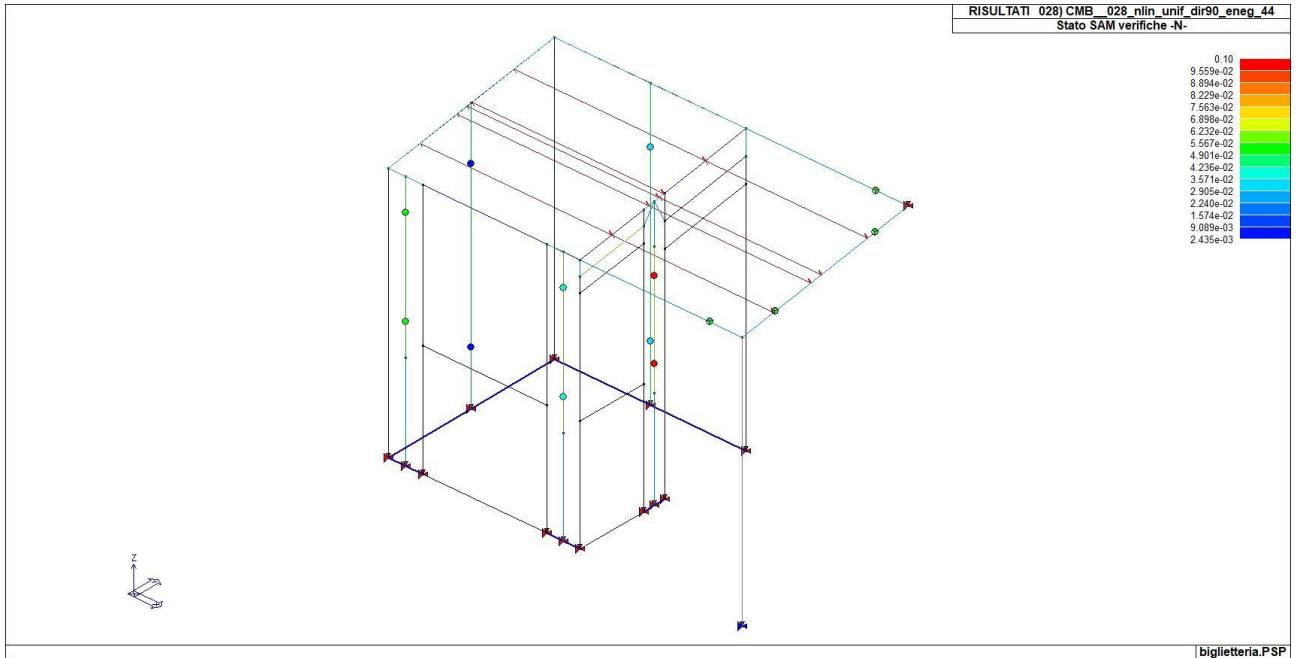 RISULTATI 028) CMB__028_nlin_unif_dir90_eneg_44
Stato SAM verifiche -N-
0.10
9.559e-02
8.894e-02
8.229e-02
7.563e-02
6.898e-02
6.232e-02
5.567e-02
4.901e-02
4.236e-02
3.571e-02
2.905e-02
2.240e-02
1.574e-02
9.089e-03
2.435e-03
Z
biglietteria.PSP